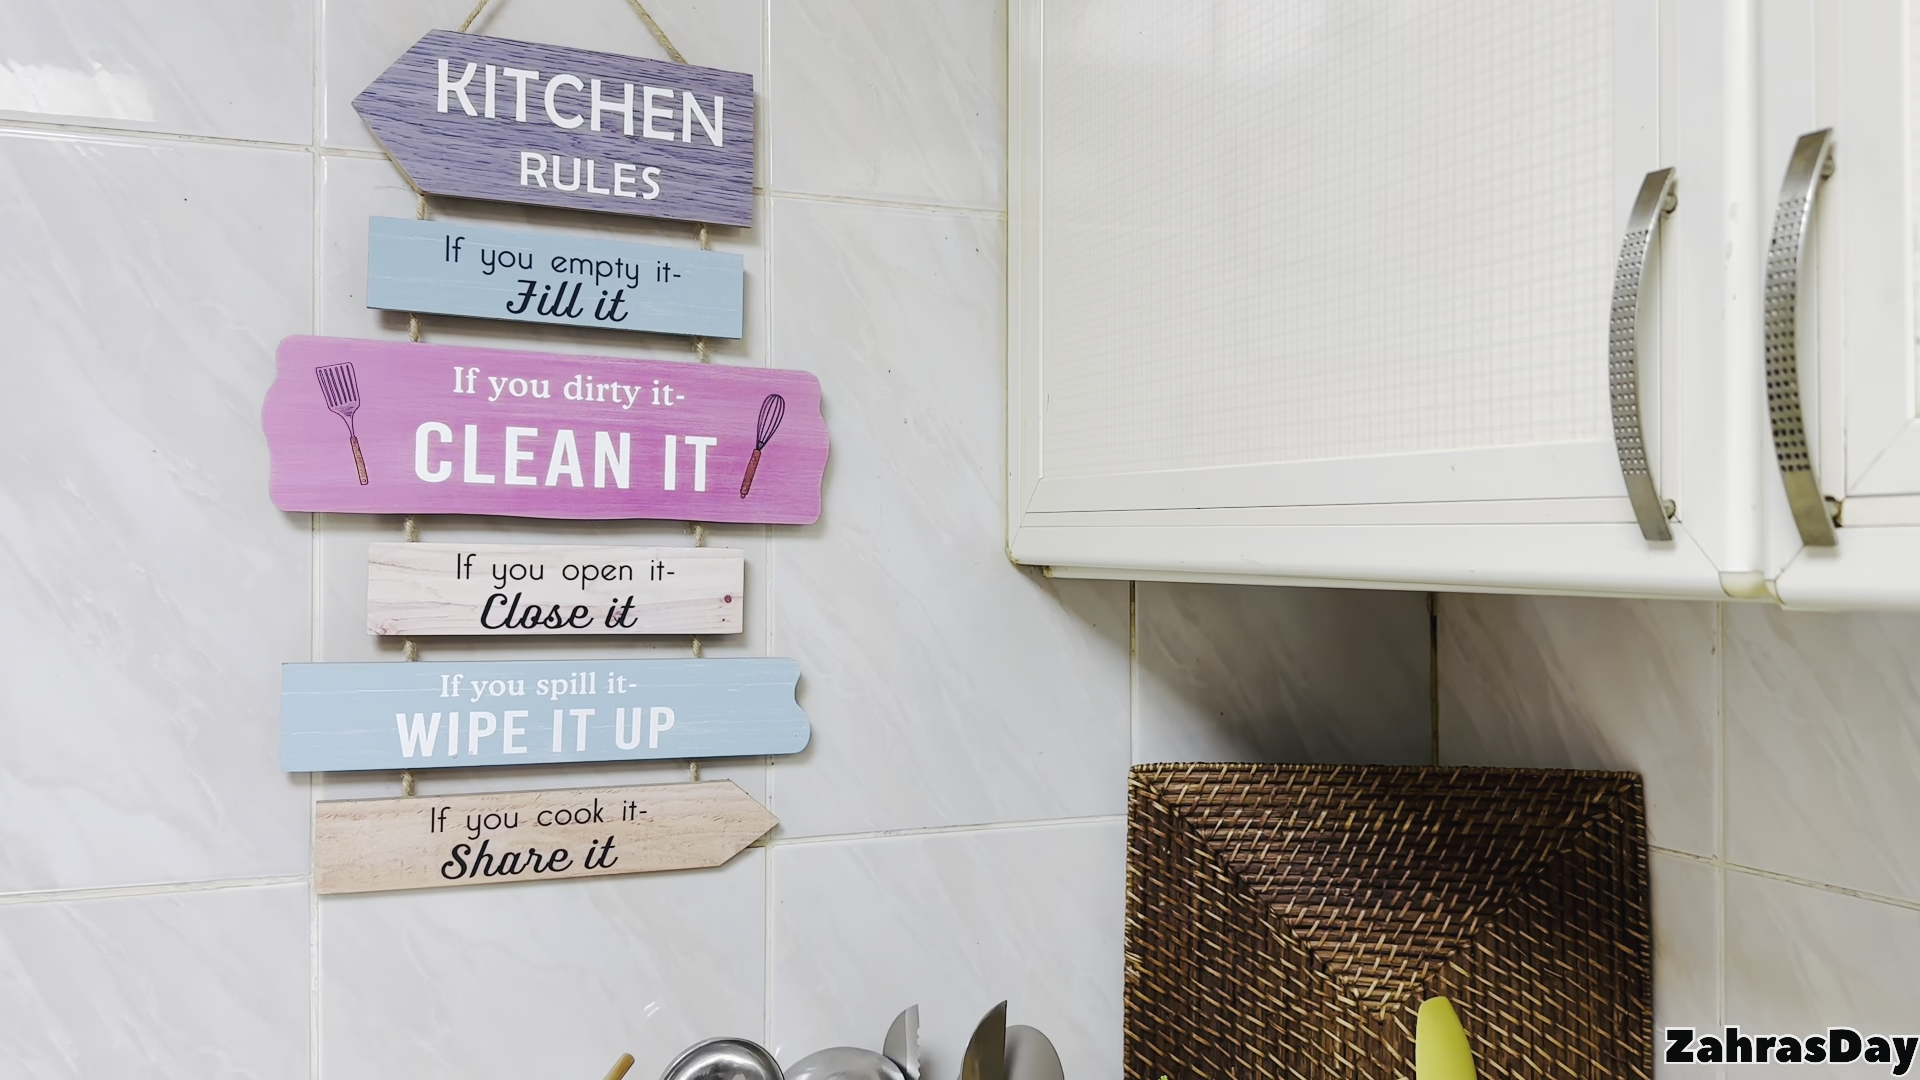 KITCHEN
RULES
If you empty it-
Fill it
If you dirty it-
CLEAN IT
If you open it-
Close it
If you spill it-
WIPE IT UP
If you cook it-
Share it
ZahrasDay